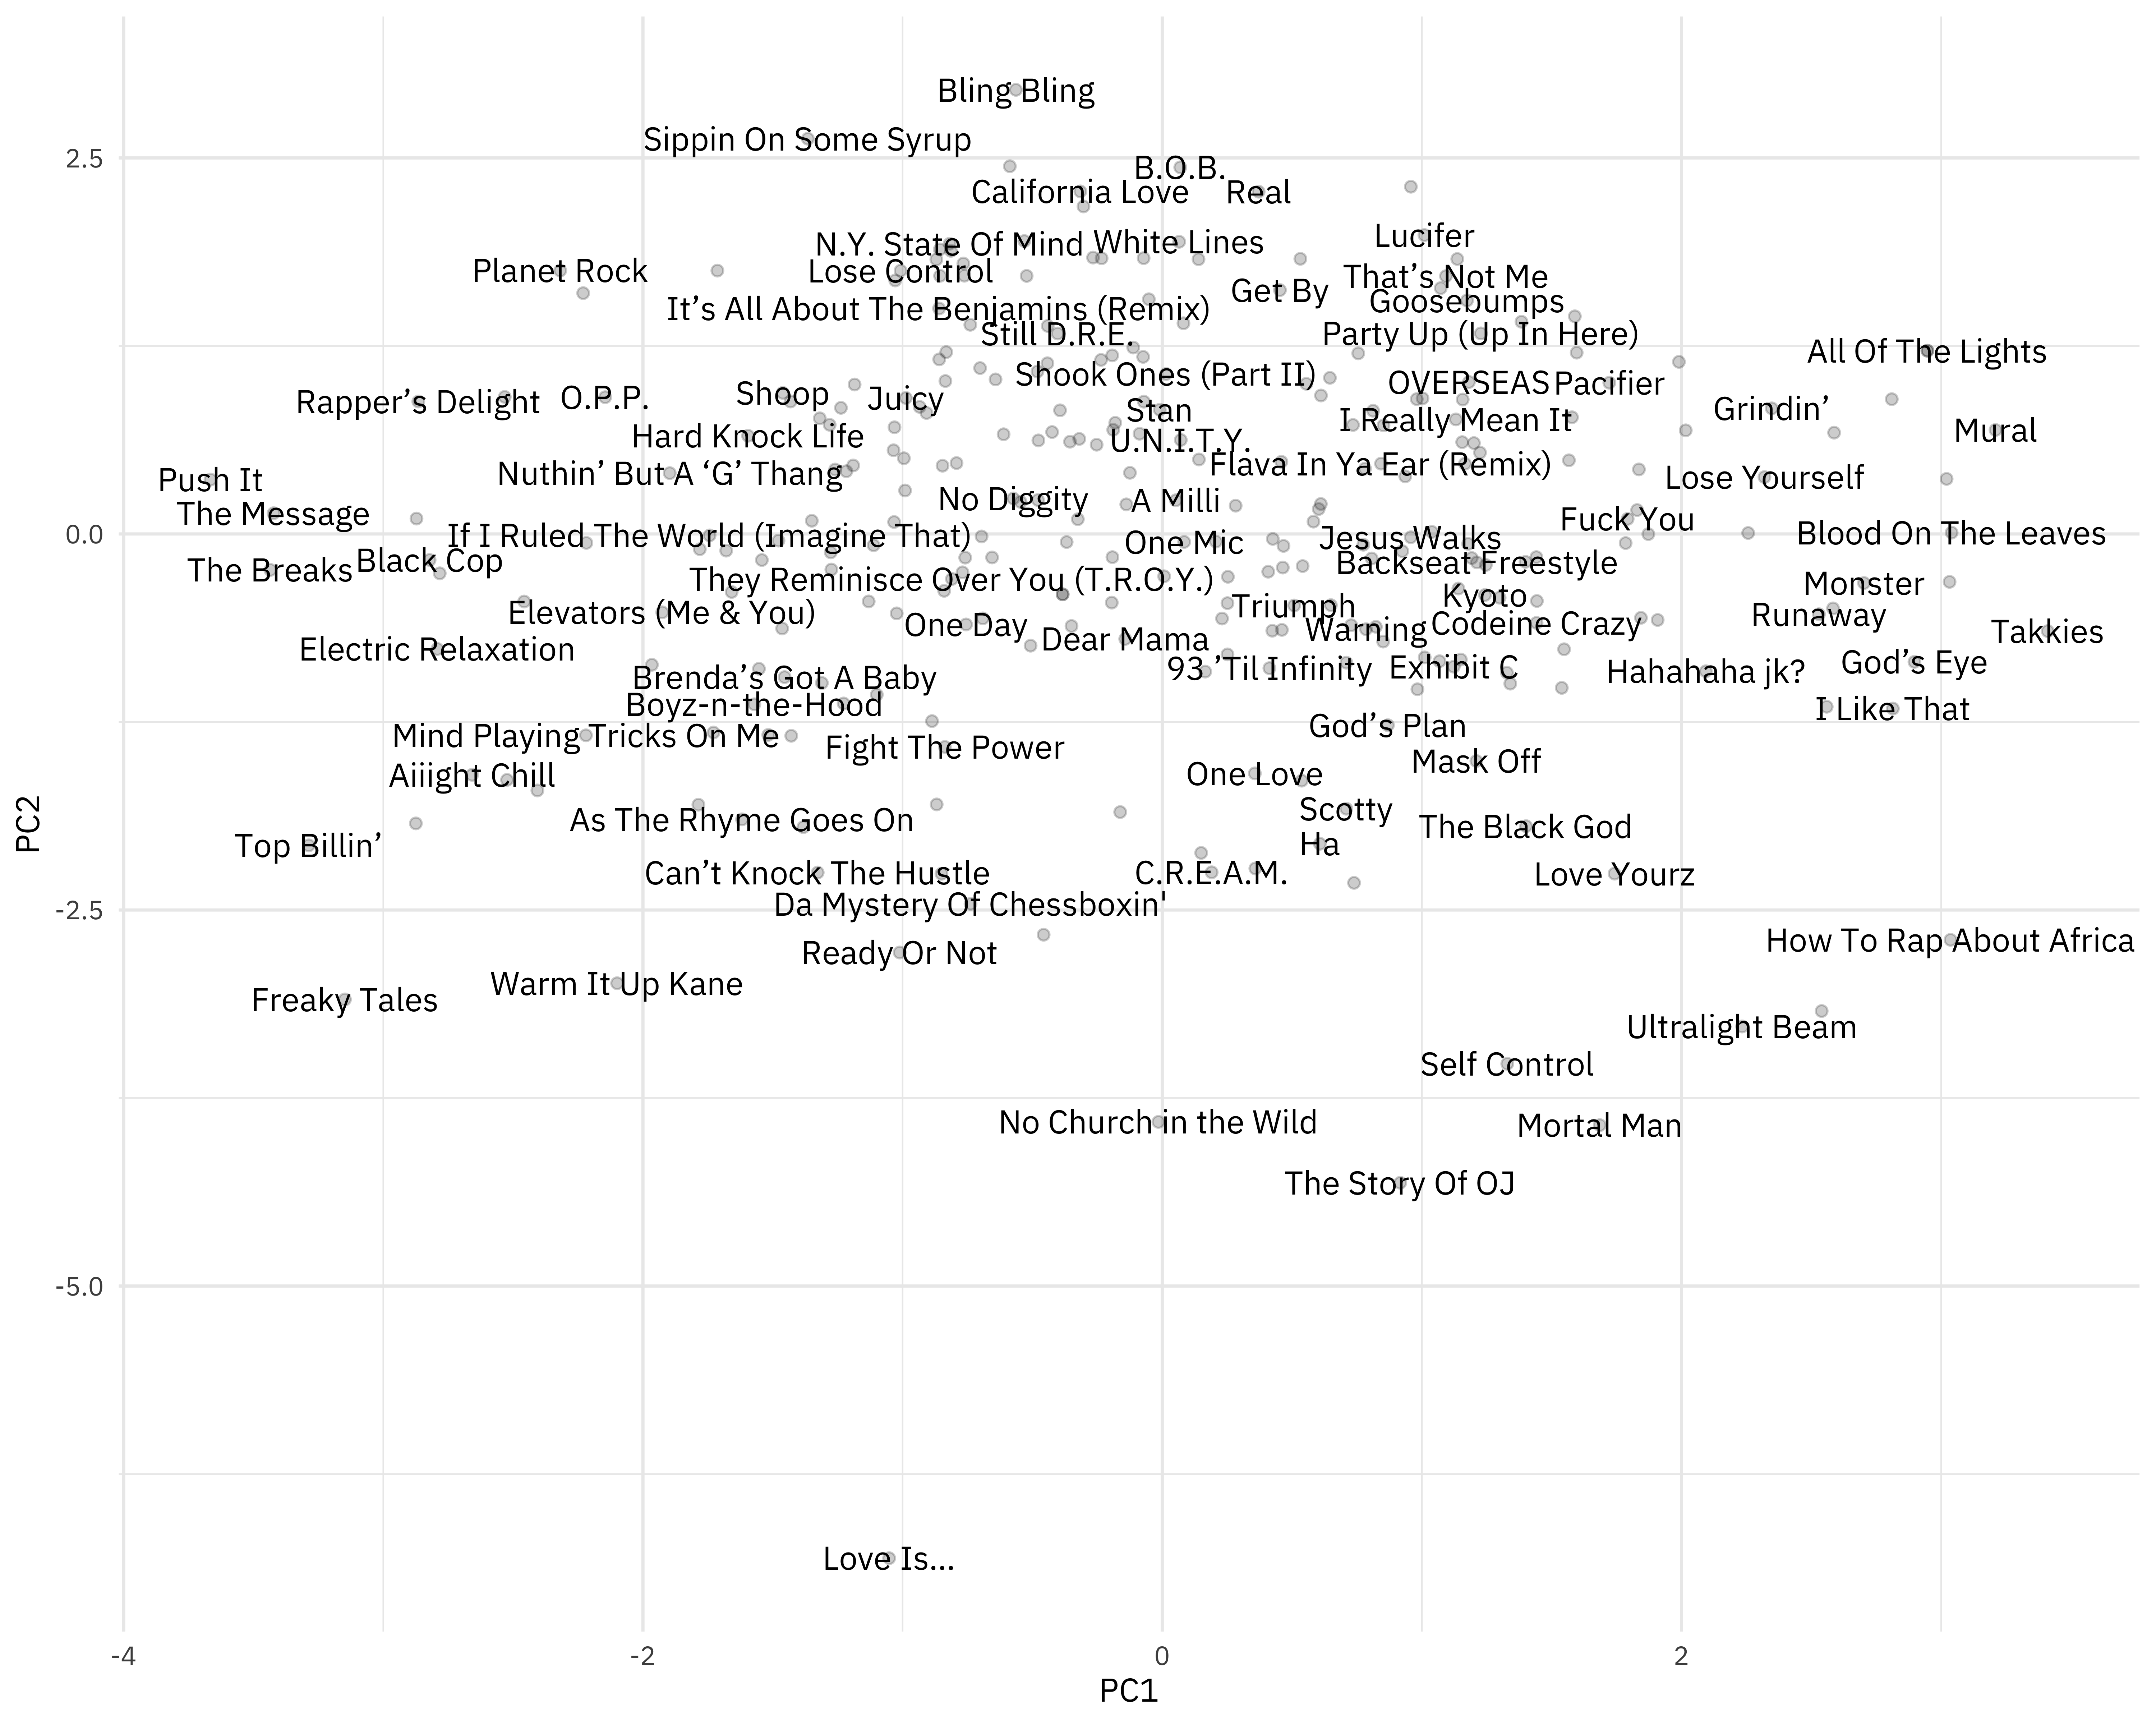 Bling Bling
Sippin On Some Syrup
2.5
B.O.B.
California Love
Real
Lucifer
N.Y. State Of Mind
White Lines
Planet Rock
Lose Control
That’s Not Me
Get By
Goosebumps
It’s All About The Benjamins (Remix)
Still D.R.E.
Party Up (Up In Here)
All Of The Lights
Shook Ones (Part II)
OVERSEAS
Pacifier
Rapper’s Delight
O.P.P.
Shoop
Juicy
Stan
Grindin’
I Really Mean It
Mural
Hard Knock Life
U.N.I.T.Y.
Flava In Ya Ear (Remix)
Nuthin’ But A ‘G’ Thang
Push It
Lose Yourself
No Diggity
A Milli
The Message
Fuck You
0.0
If I Ruled The World (Imagine That)
One Mic
Jesus Walks
Blood On The Leaves
The Breaks
Black Cop
Backseat Freestyle
They Reminisce Over You (T.R.O.Y.)
Monster
Kyoto
Elevators (Me & You)
Triumph
Runaway
One Day
Warning
Codeine Crazy
Takkies
Dear Mama
Electric Relaxation
93 ’Til Infinity
Exhibit C
Hahahaha jk?
God’s Eye
Brenda’s Got A Baby
Boyz-n-the-Hood
I Like That
God’s Plan
Mind Playing Tricks On Me
Fight The Power
Mask Off
Aiiight Chill
One Love
Scotty
As The Rhyme Goes On
The Black God
Top Billin’
Ha
Can’t Knock The Hustle
C.R.E.A.M.
Love Yourz
Da Mystery Of Chessboxin'
-2.5
Ready Or Not
How To Rap About Africa
Warm It Up Kane
Freaky Tales
Ultralight Beam
Self Control
No Church in the Wild
Mortal Man
The Story Of OJ
-5.0
Love Is...
-4
-2
0
2
PC1
PC2